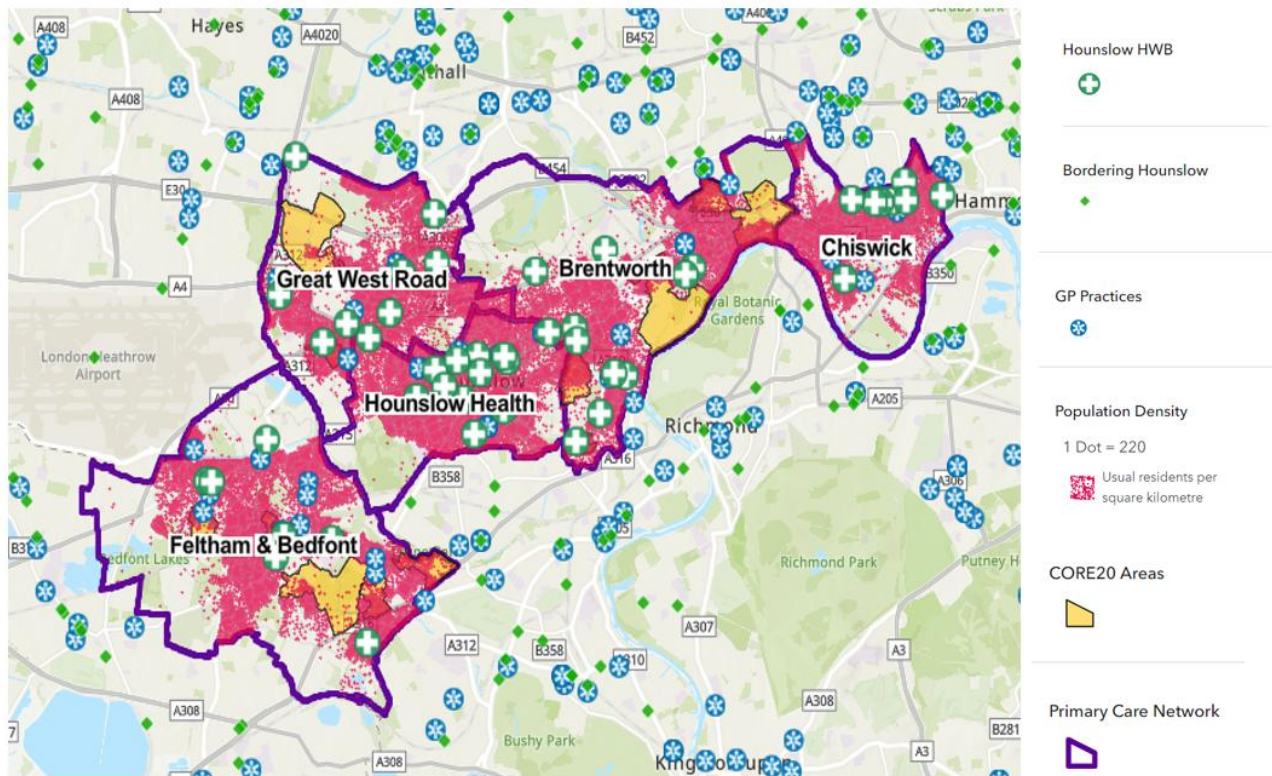 A408
Hayes
A4020
B452
Hounslow HWB
A408
Bordering Hounslow
E30
B454
Chiswick
A312
Great West Road
Brentworth
B350
A4
Royal Botanic
Gardens
GP Practices
London Heathrow
Airport
A312
Hounslow Health
A205
Population Density
1 Dot = 220
Usual residents per
square kilometre
Richmond
A316
B358
A306
Feltham & Bedfont
Bedfont Lakes
Richmond Park
CORE20 Areas
A307
A312
B358
A3
Primary Care Network
A308
A308
B281
Bushy Park
A3
A308